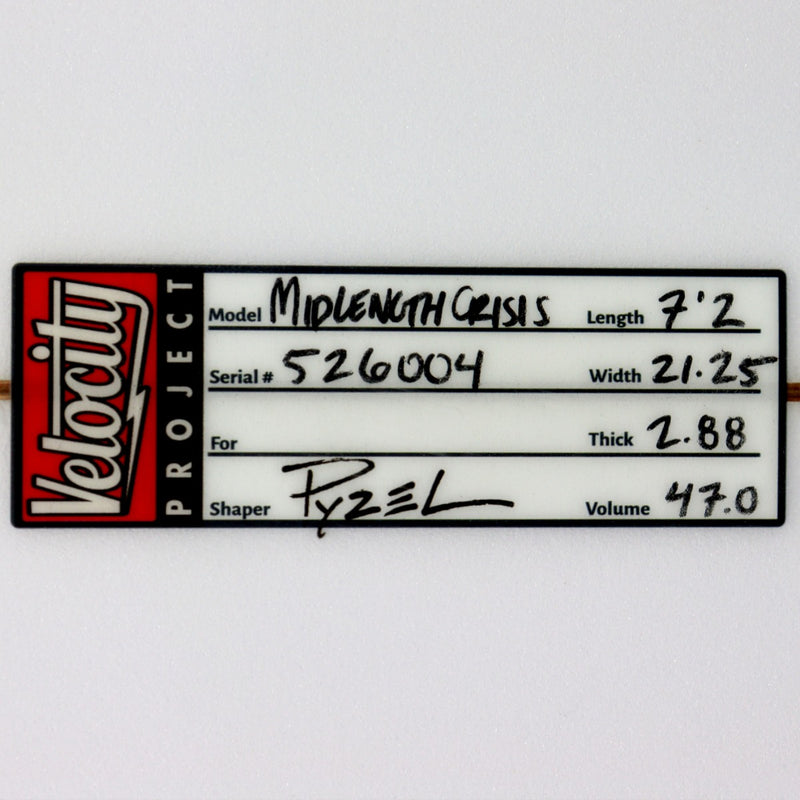 Velocity
PROJECT
Model MIDLENGTH CRISIS Length 7'2
Serial # 526004 Width 21.25
For Thick 2.88
Shaper PYZEL Volume 47.0